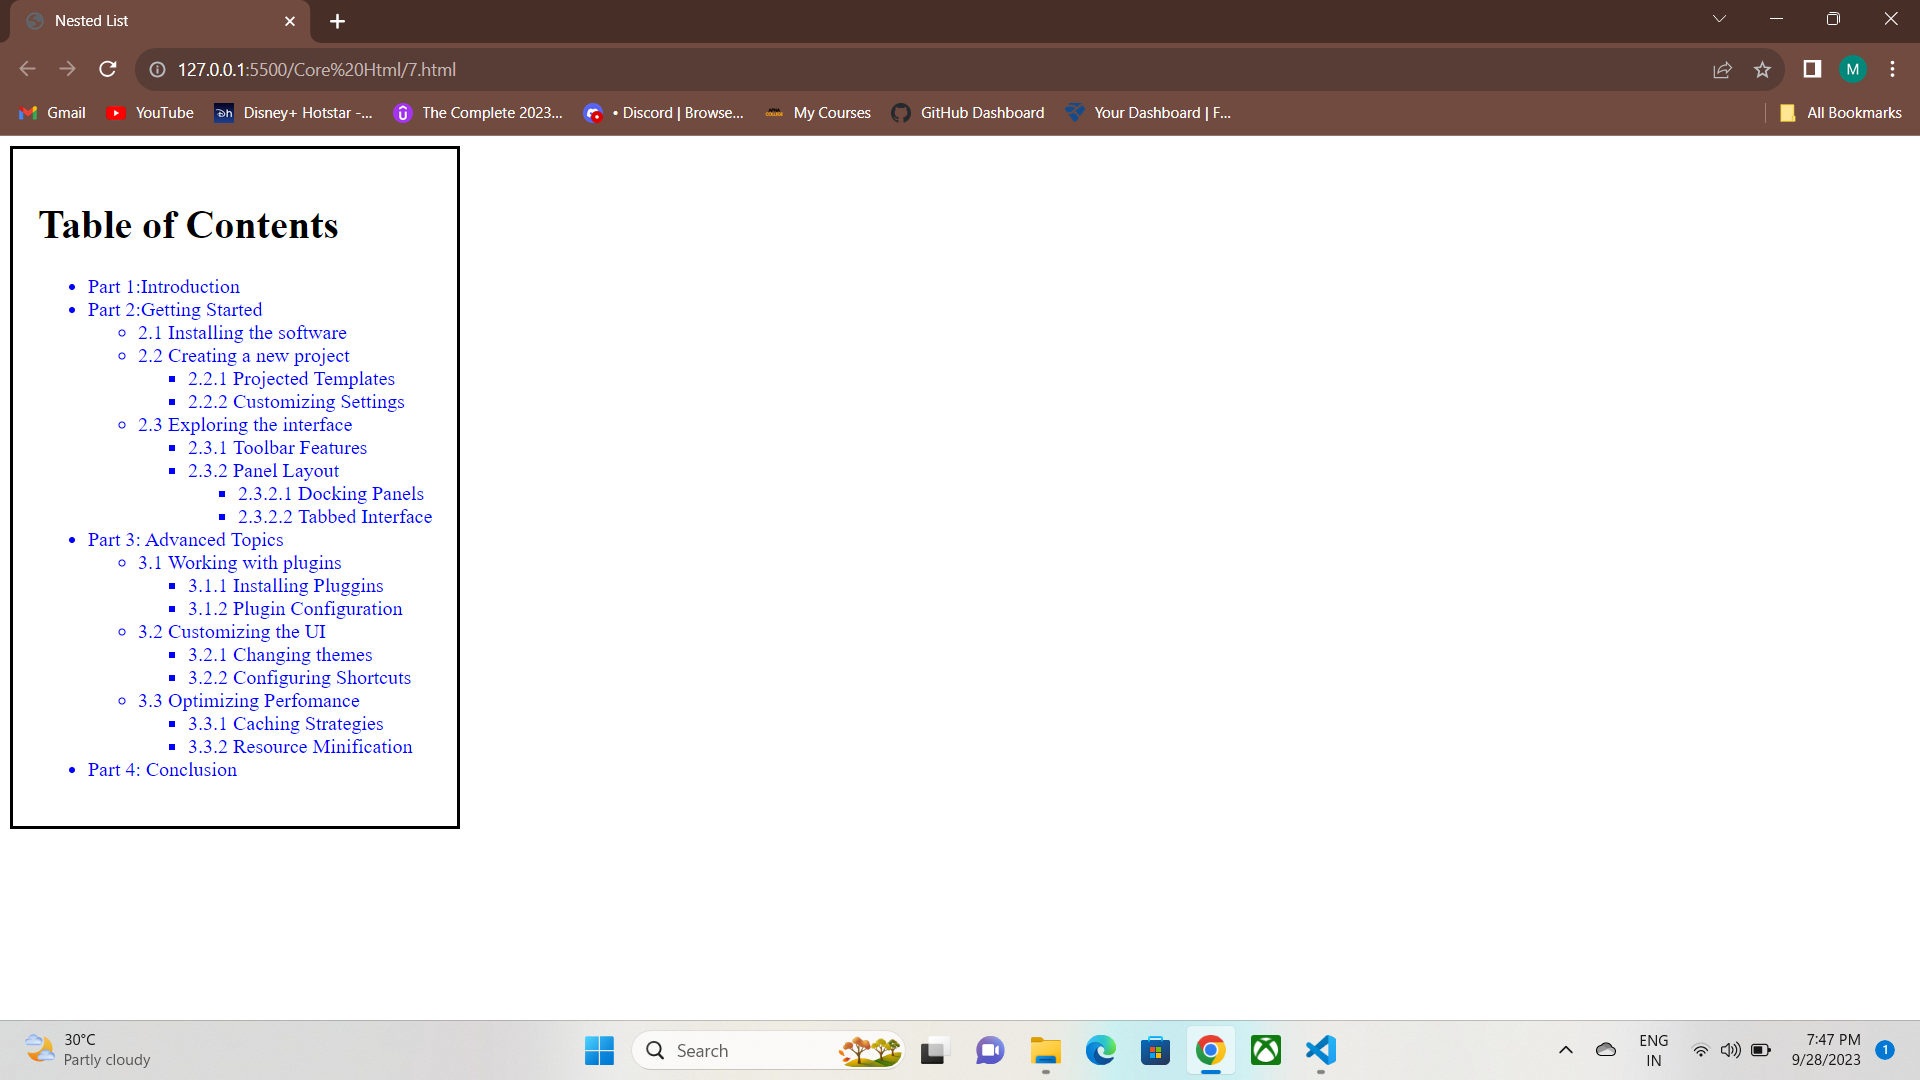 Nested List
127.0.0.1:5500/Core%20Html/7.html
M
Gmail
YouTube
Disney+ Hotstar -...
The Complete 2023...
• Discord | Browse...
My Courses
GitHub Dashboard
Your Dashboard | F...
All Bookmarks
Table of Contents
Part 1:Introduction
Part 2:Getting Started
2.1 Installing the software
2.2 Creating a new project
2.2.1 Projected Templates
2.2.2 Customizing Settings
2.3 Exploring the interface
2.3.1 Toolbar Features
2.3.2 Panel Layout
2.3.2.1 Docking Panels
2.3.2.2 Tabbed Interface
Part 3: Advanced Topics
3.1 Working with plugins
3.1.1 Installing Pluggins
3.1.2 Plugin Configuration
3.2 Customizing the UI
3.2.1 Changing themes
3.2.2 Configuring Shortcuts
3.3 Optimizing Perfomance
3.3.1 Caching Strategies
3.3.2 Resource Minification
Part 4: Conclusion
30°C
Partly cloudy
Search
ENG
IN
7:47 PM
9/28/2023
1